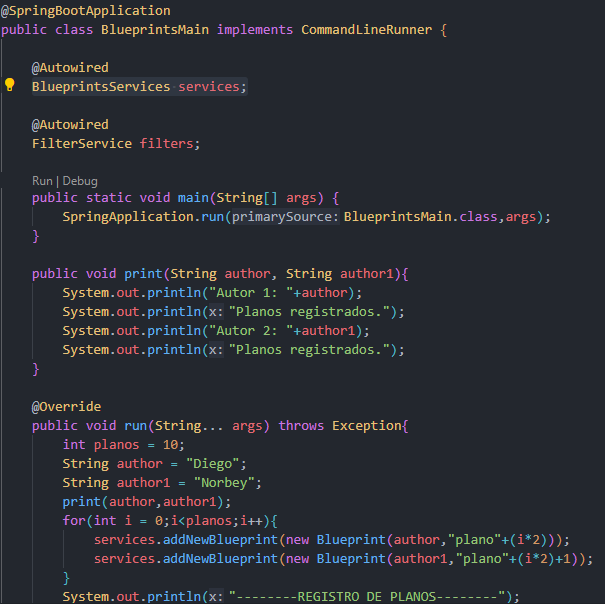 @SpringBootApplication
public class BlueprintsMain implements CommandLineRunner {
@Autowired
BlueprintsServices services;
@Autowired
FilterService filters;
Run | Debug
public static void main(String[] args) {
SpringApplication.run(primarySource:BlueprintsMain.class,args);
}
public void print(String author, String author1){
System.out.println("Autor 1: "+author);
System.out.println(x:"Planos registrados.");
System.out.println("Autor 2: "+author1);
System.out.println(x:"Planos registrados.");
}
@Override
public void run(String... args) throws Exception{
int planos = 10;
String author = "Diego";
String author1 = "Norbey";
print(author,author1);
for(int i = 0;i<planos;i++){
services.addNewBlueprint(new Blueprint(author,"plano"+(i*2)));
services.addNewBlueprint(new Blueprint(author1,"plano"+(i*2)+1));
}
System.out.println(x:"--------REGISTRO DE PLANOS--------");